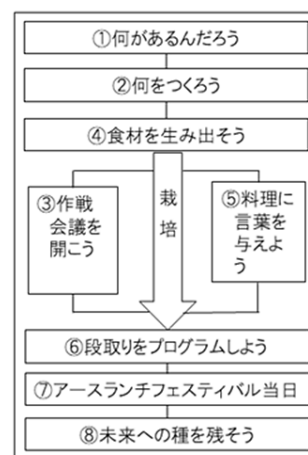 ①何があるんだろう
②何をつくろう
④食材を生み出そう
③作戦
会議を
開こう
栽
培
⑤料理に
言葉を
与えよ
う
⑥段取りをプログラムしよう
⑦アースランチフェスティバル当日
⑧未来への種を残そう